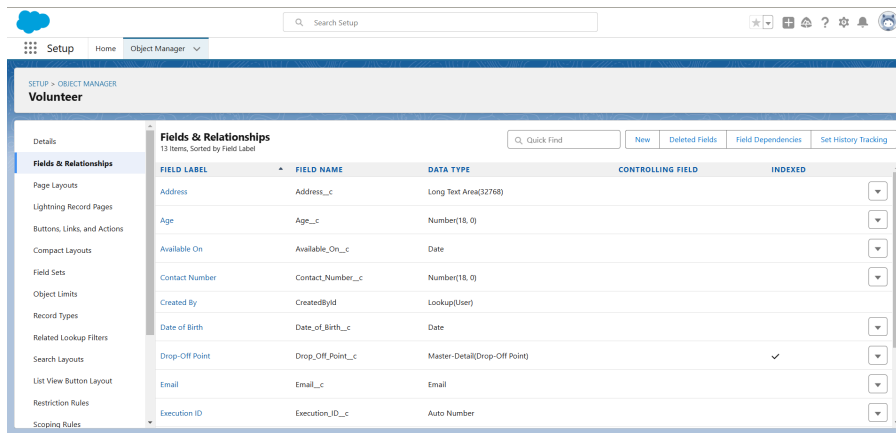 Search Setup
Setup Home Object Manager
SETUP > OBJECT MANAGER
Volunteer
Details
Fields & Relationships
Page Layouts
Lightning Record Pages
Buttons, Links, and Actions
Compact Layouts
Field Sets
Object Limits
Record Types
Related Lookup Filters
Search Layouts
List View Button Layout
Restriction Rules
Scoping Rules
Fields & Relationships
13 Items, Sorted by Field Label
Quick Find New Deleted Fields Field Dependencies Set History Tracking
FIELD LABEL FIELD NAME DATA TYPE CONTROLLING FIELD INDEXED
Address Address__c Long Text Area(32768)
Age Age__c Number(18, 0)
Available On Available_On__c Date
Contact Number Contact_Number__c Number(18, 0)
Created By CreatedById Lookup(User)
Date of Birth Date_of_Birth__c Date
Drop-Off Point Drop_Off_Point__c Master-Detail(Drop-Off Point)
Email Email__c Email
Execution ID Execution_ID__c Auto Number